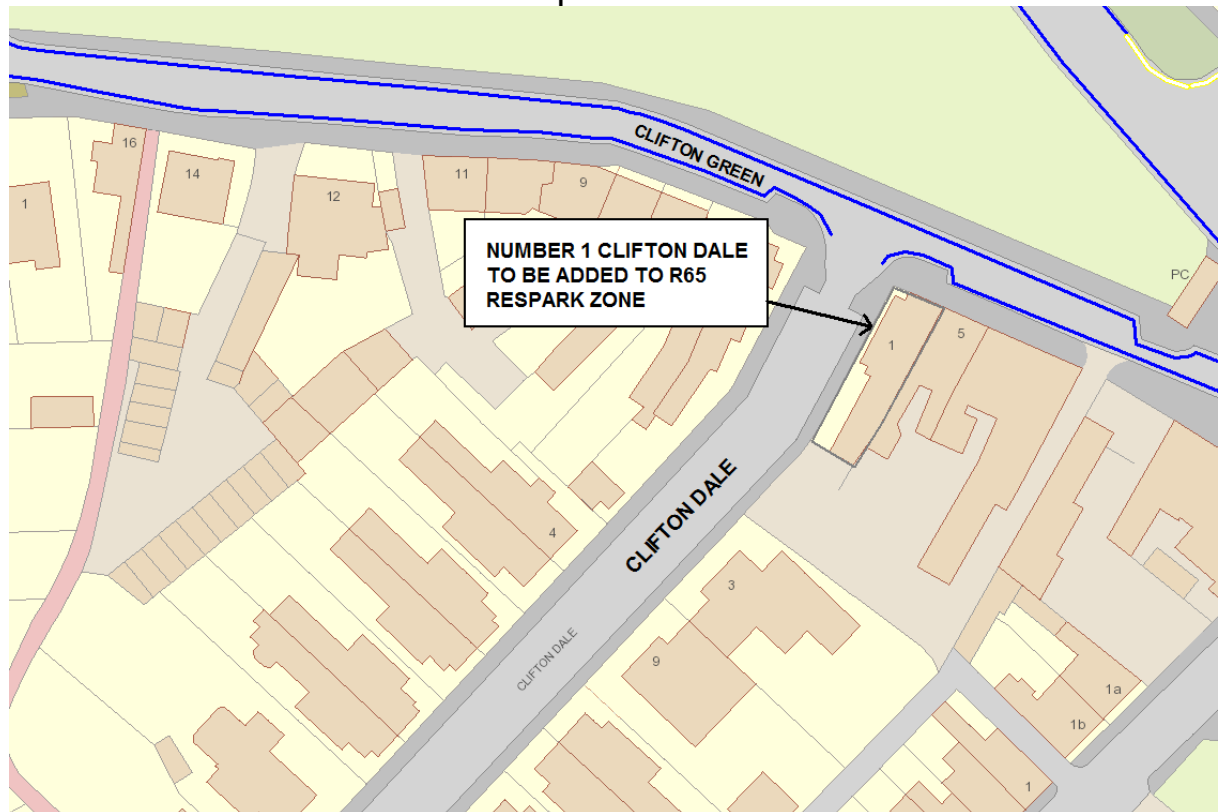 CLIFTON GREEN
16
14
12
11
9
1
NUMBER 1 CLIFTON DALE
TO BE ADDED TO R65
RESPARK ZONE
PC
1
5
CLIFTON DALE
4
3
9
CLIFTON DALE
1a
1b
1